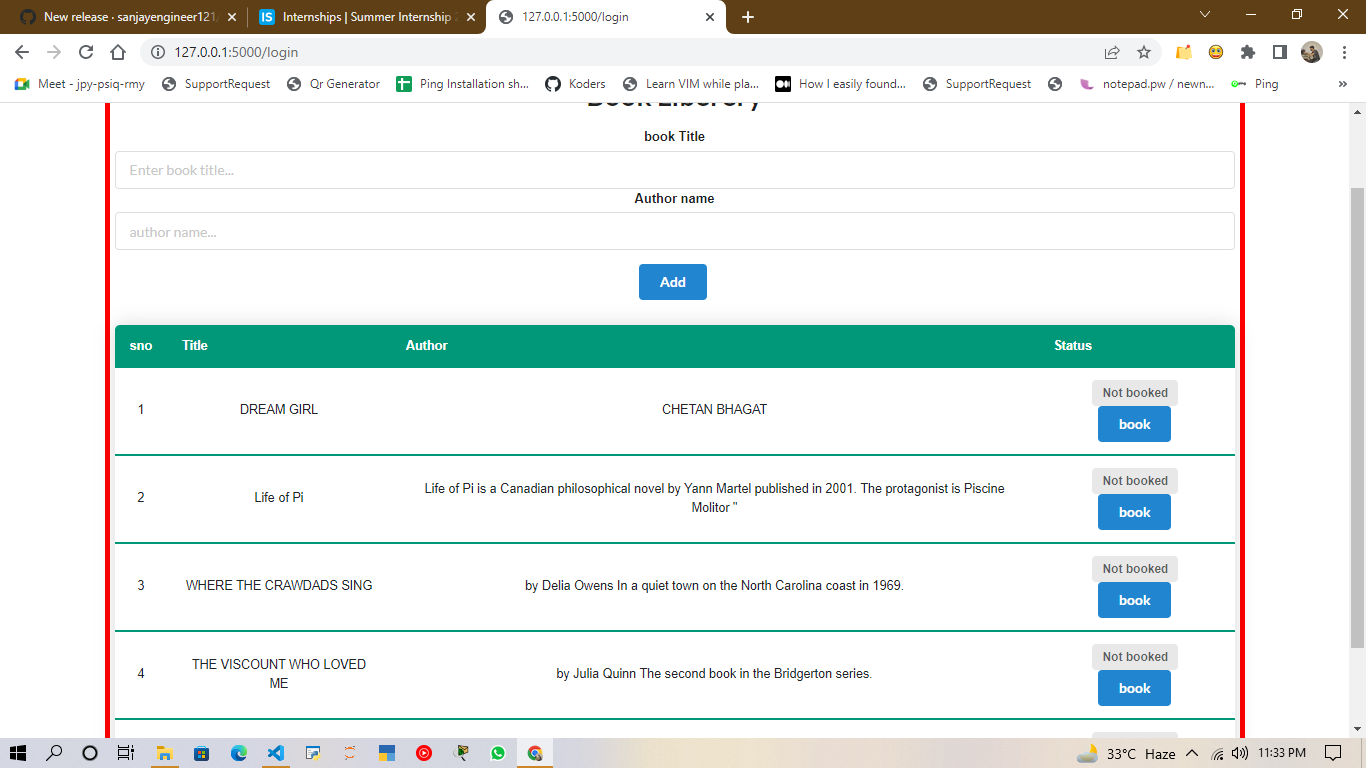 New release · sanjayengineer121
Internships | Summer Internship
127.0.0.1:5000/login
127.0.0.1:5000/login
Meet - jpy-psiq-rmy
SupportRequest
Qr Generator
Ping Installation sh...
Koders
Learn VIM while pla...
How I easily found...
SupportRequest
notepad.pw / newn...
Ping
»
book Title
Enter book title...
Author name
author name...
Add
sno Title Author Status
1 DREAM GIRL CHETAN BHAGAT Not booked
book
2 Life of Pi Life of Pi is a Canadian philosophical novel by Yann Martel published in 2001. The protagonist is Piscine
Molitor " Not booked
book
3 WHERE THE CRAWDADS SING by Delia Owens In a quiet town on the North Carolina coast in 1969. Not booked
book
4 THE VISCOUNT WHO LOVED
ME by Julia Quinn The second book in the Bridgerton series. Not booked
book
33°C Haze 11:33 PM